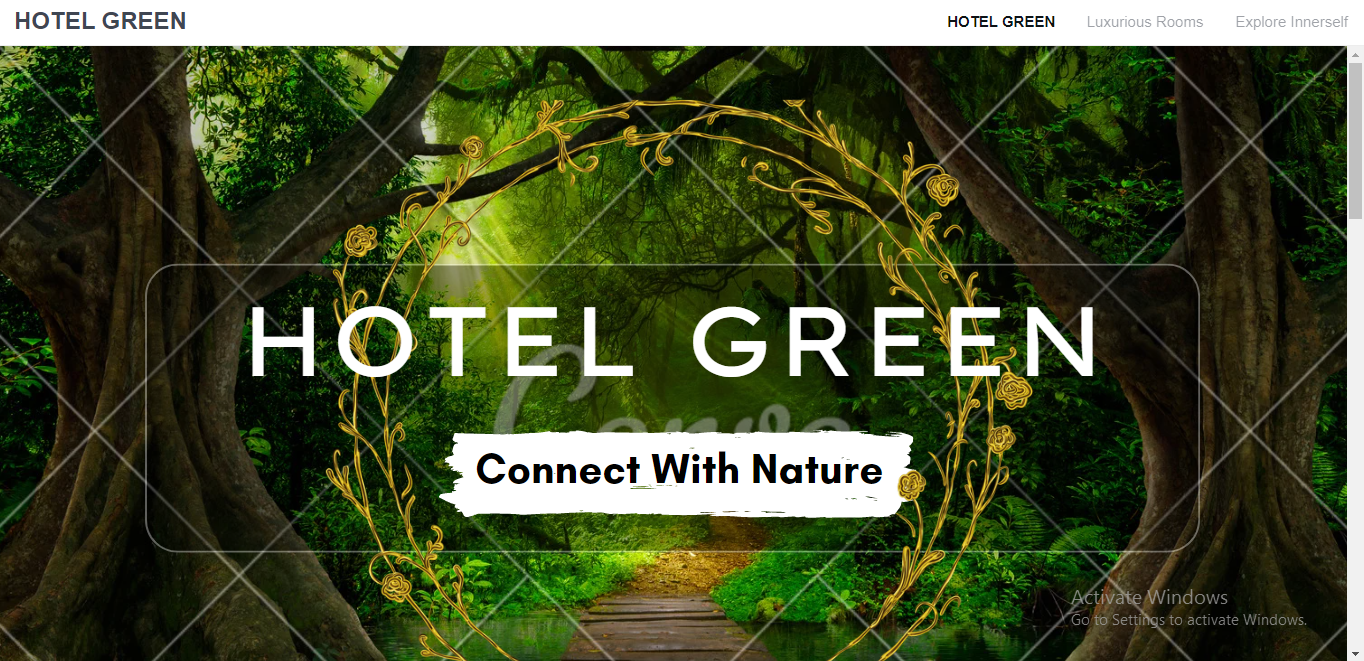 HOTEL GREEN
HOTEL GREEN Luxurious Rooms Explore Innerself
HOTEL GREEN
Canva
Connect With Nature
Activate Windows
Go to Settings to activate Windows.